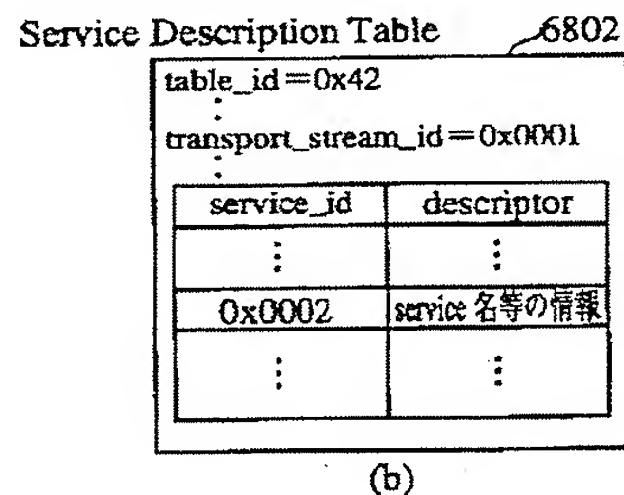 Service Description Table 6802
table_id=0x42
⋮
transport_stream_id=0x0001
⋮
service_id descriptor
⋮ ⋮
0x0002 service 名等の情報
⋮ ⋮
(b)